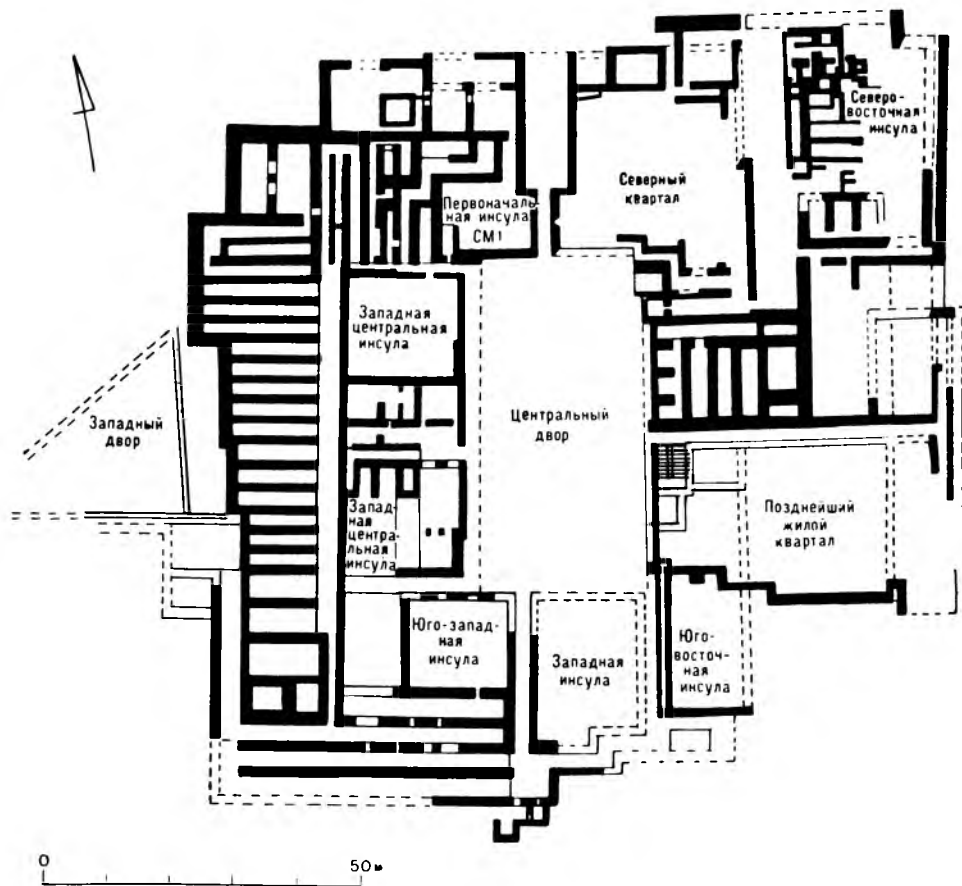 Северо-
восточная
инсула
Северный
квартал
Первоначаль-
ная инсула
СМ1
Западная
центральная
инсула
Западный
двор
Центральный
двор
Запад-
ная
централь-
ная
инсула
Позднейший
жилой
квартал
Юго-запад-
ная
инсула
Западная
инсула
Юго-
восточ-
ная
инсула
0
50 м